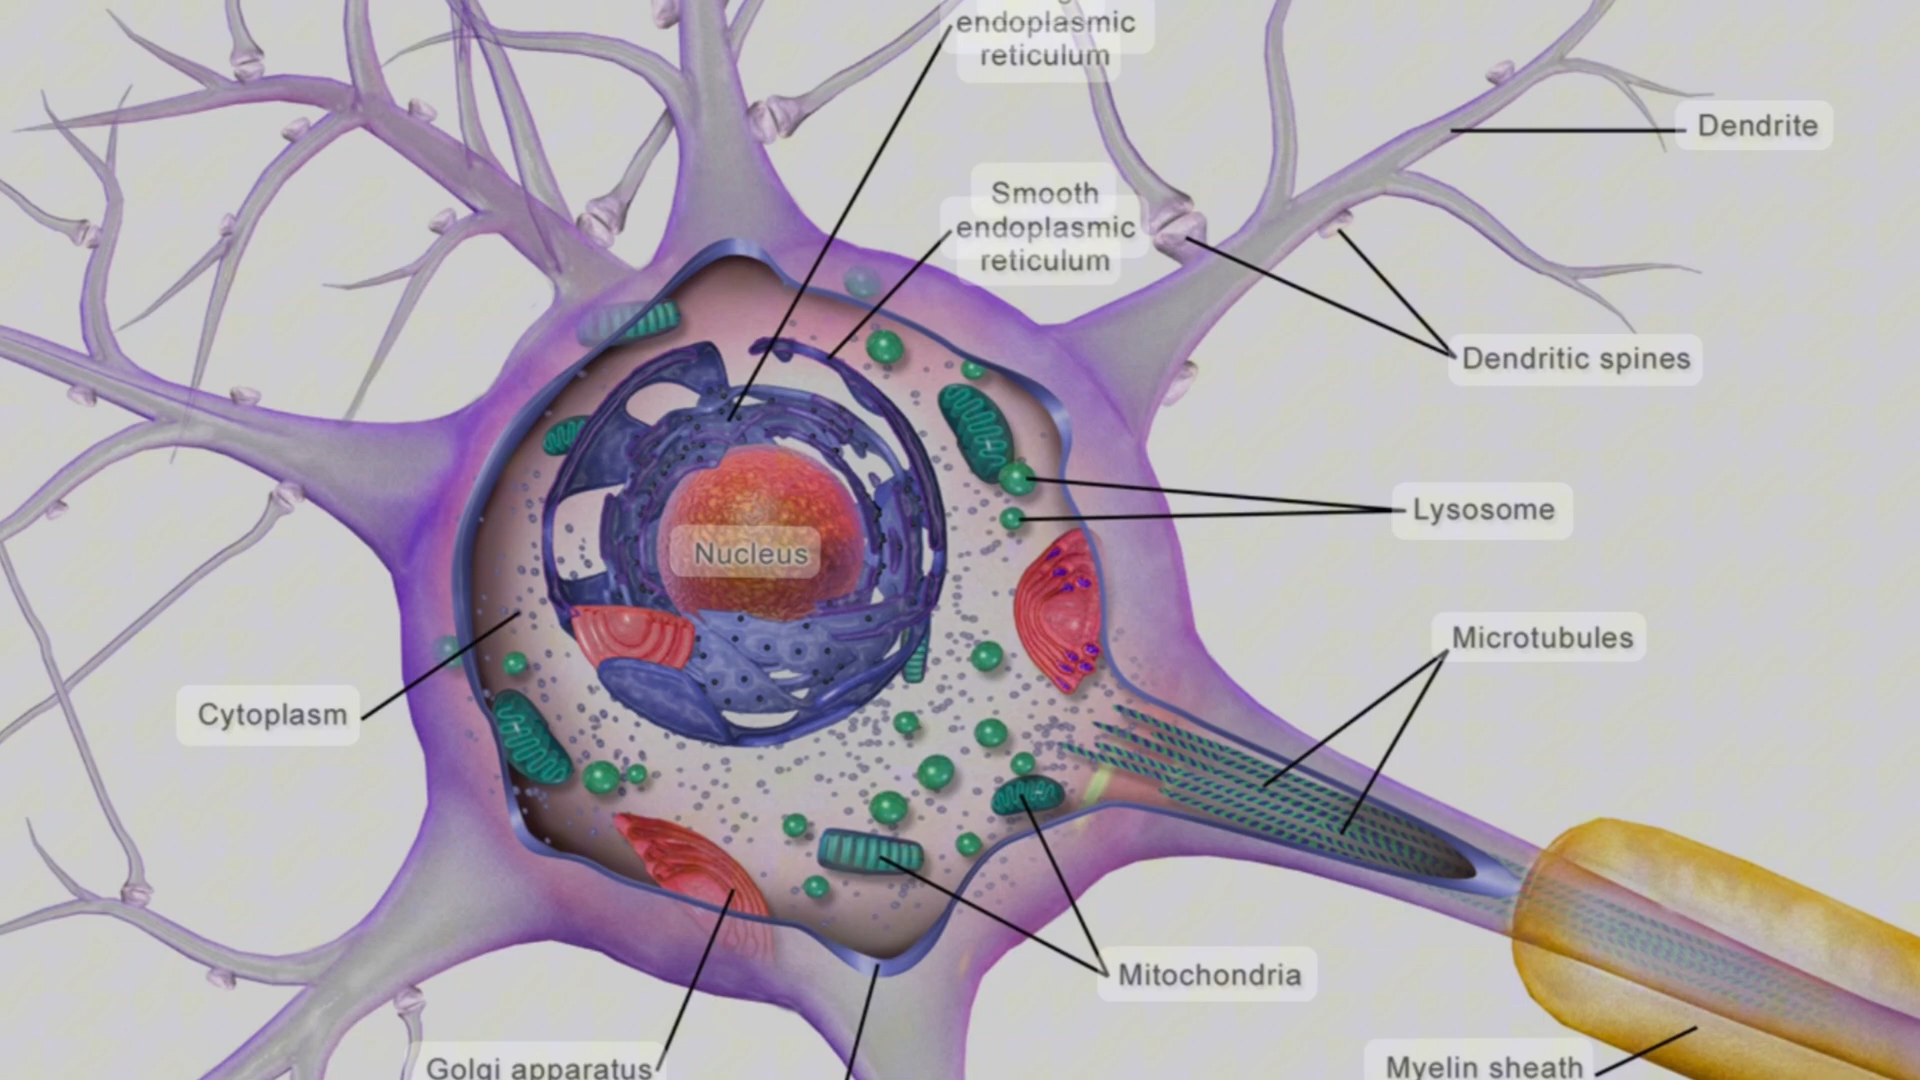 endoplasmic
reticulum
Dendrite
Smooth
endoplasmic
reticulum
Dendritic spines
Lysosome
Nucleus
Microtubules
Cytoplasm
Mitochondria
Golgi apparatus
Myelin sheath